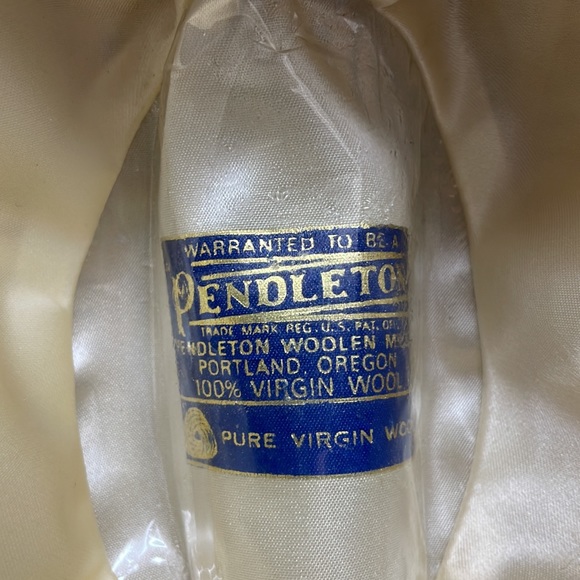 WARRANTED TO BE A
PENDLETON
TRADE MARK REG. U.S. PAT. OFF.
PENDLETON WOOLEN
PORTLAND, OREGON
100% VIRGIN WOOL
PURE VIRGIN